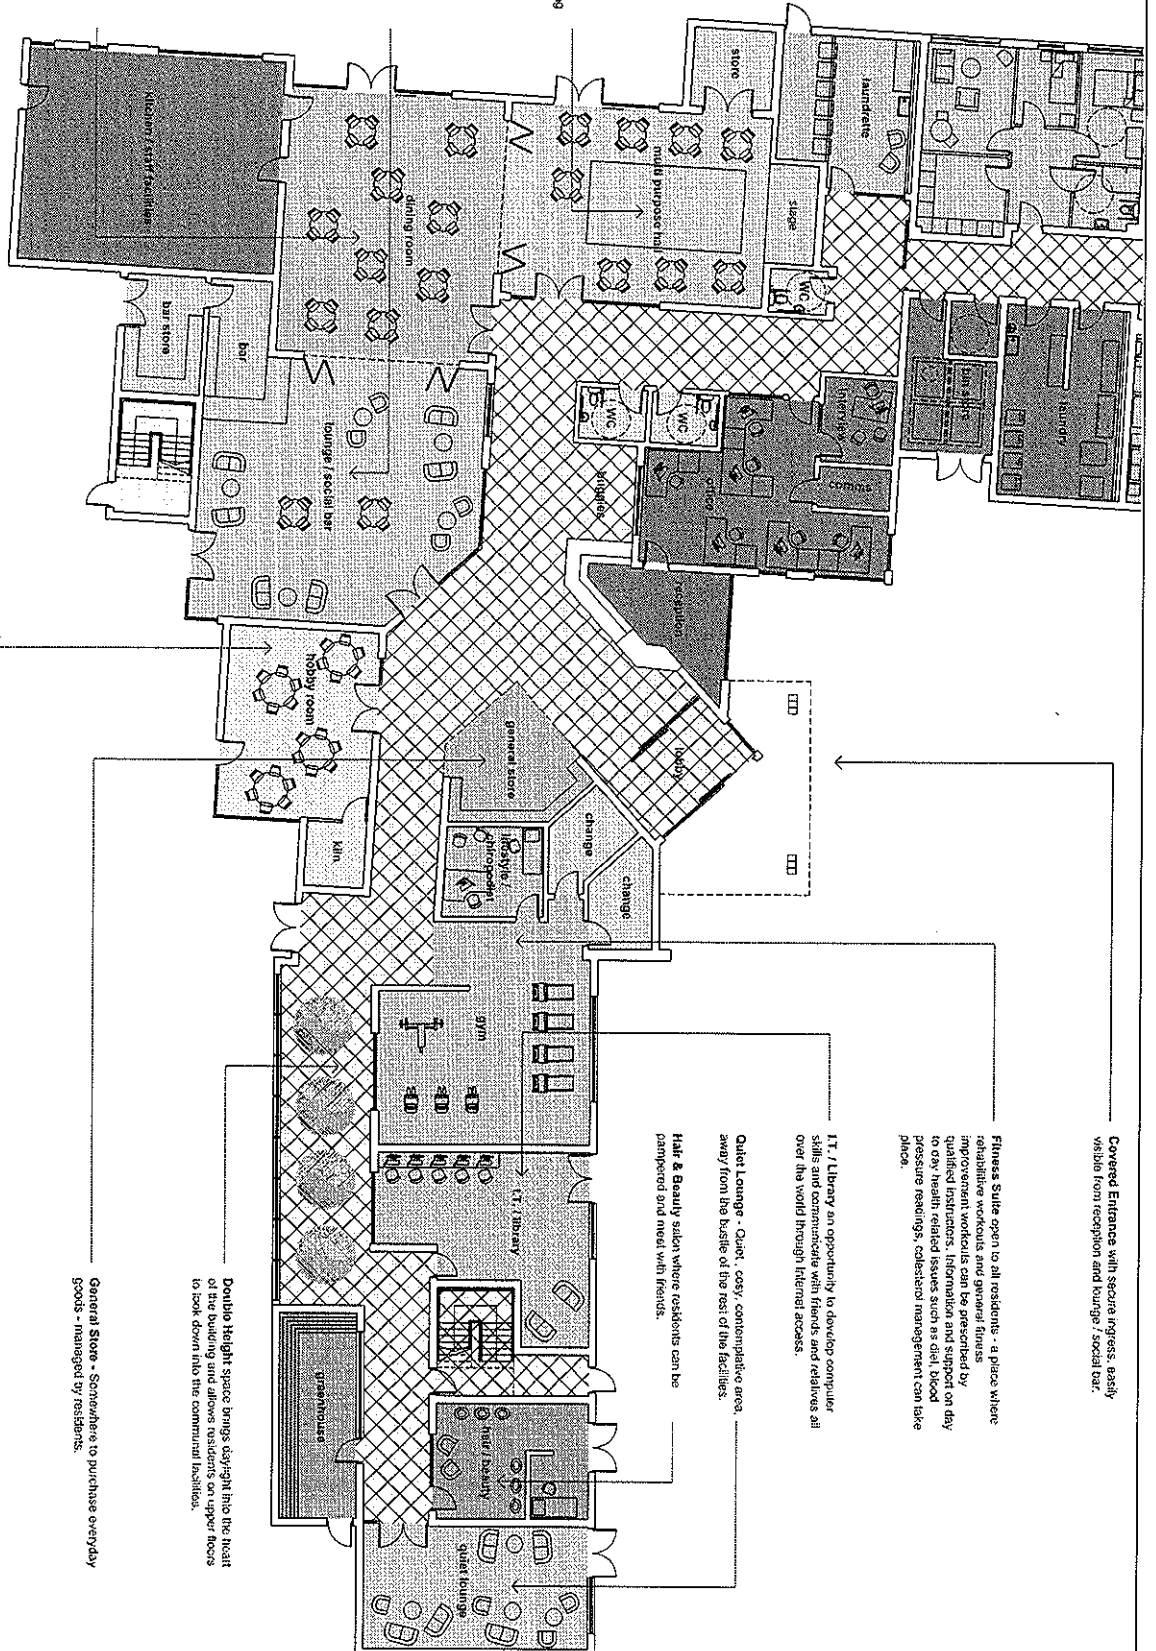 store
laundrette
stage
multi purpose hall
WC
kitchen / staff facilities
dining room
laundry
interview
comms
office
WC
WC
buggies
reception
bar store
bar
lounge / social bar
lobby
hobby room
kiln
general store
change
change
lifestyle /
chiropodist
gym
I.T. / library
greenhouse
hair / beauty
quiet lounge
Covered Entrance with secure ingress, easily
visible from reception and lounge / social bar.
Fitness Suite open to all residents - a place where
rehabilitive workouts and general fitness
improvement workouts can be prescribed by
qualified instructors. Information and support on day
to day health related issues such as diet, blood
pressure readings, colesterol management can take
place.
I.T. / Library an opportunity to develop computer
skills and communicate with friends and relatives all
over the world through Internet access.
Quiet Lounge - Quiet, cosy, contemplative area,
away from the bustle of the rest of the facilities.
Hair & Beauty salon where residents can be
pampered and meet with friends.
Double Height space brings daylight into the heart
of the building and allows residents on upper floors
to look down into the communal facilities.
General Store - Somewhere to purchase everyday
goods - managed by residents.